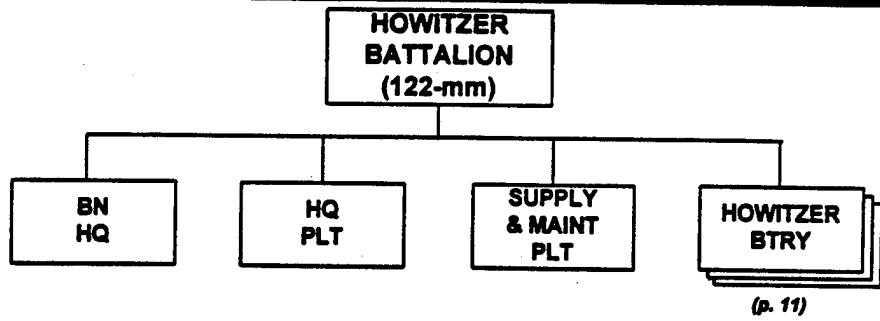 HOWITZER
BATTALION
(122-mm)
BN
HQ
HQ
PLT
SUPPLY
& MAINT
PLT
HOWITZER
BTRY
(p. 11)